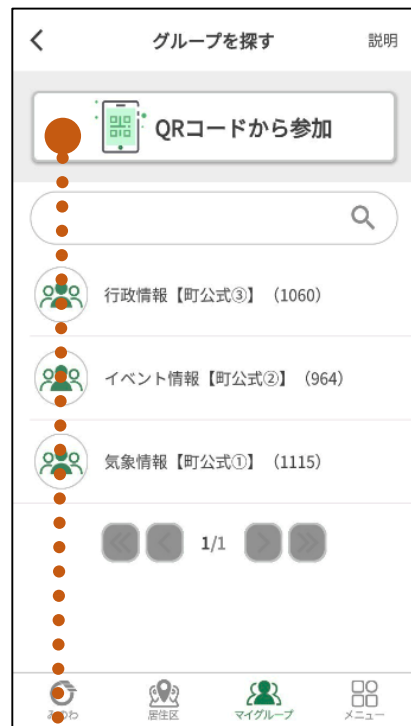 グループを探す 説明
QRコードから参加
行政情報【町公式③】（1060）
イベント情報【町公式②】（964）
気象情報【町公式①】（1115）
1/1
みのわ 居住区 マイグループ メニュー